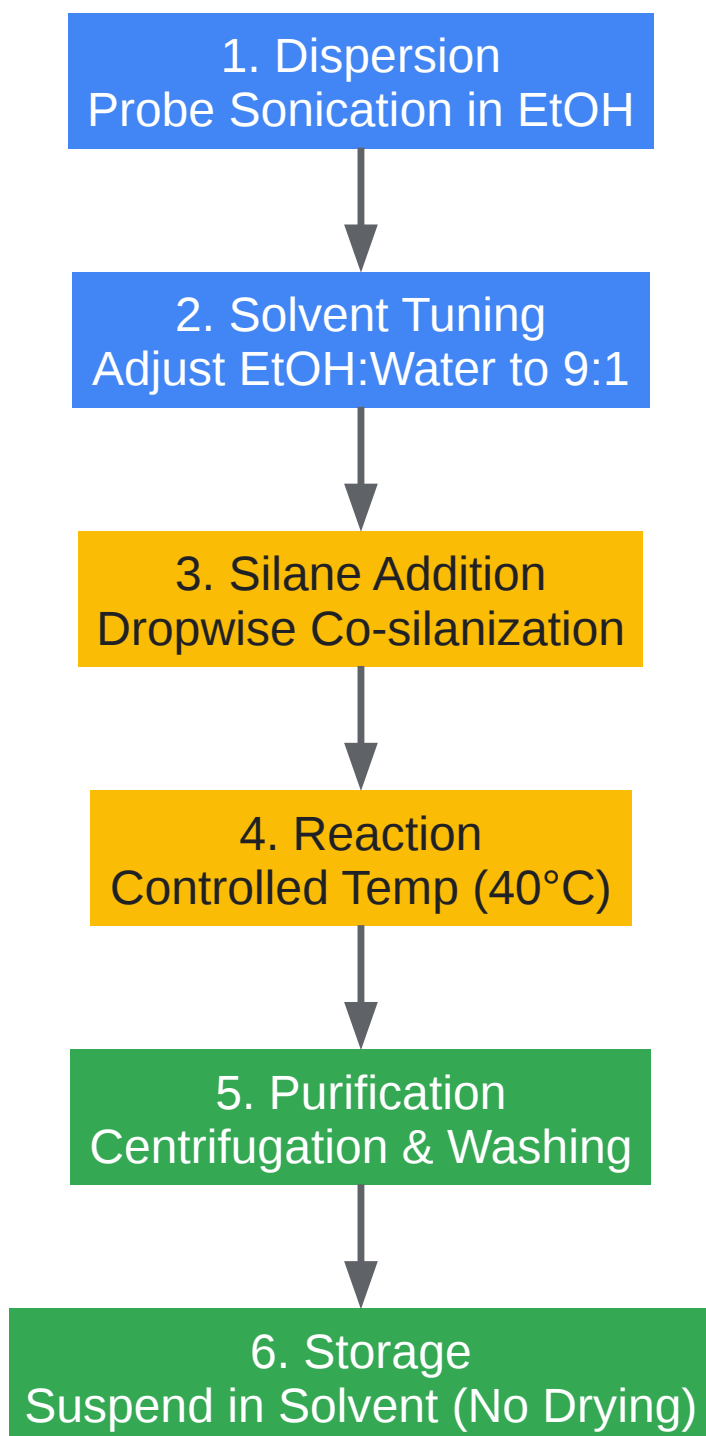 1. Dispersion
Probe Sonication in EtOH
2. Solvent Tuning
Adjust EtOH:Water to 9:1
3. Silane Addition
Dropwise Co-silanization
4. Reaction
Controlled Temp (40°C)
5. Purification
Centrifugation & Washing
6. Storage
Suspend in Solvent (No Drying)